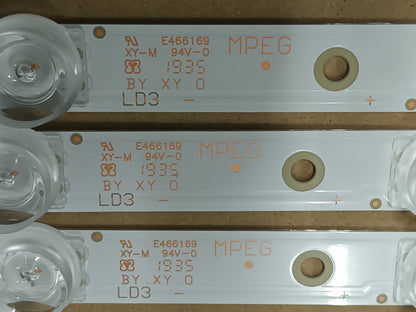 E466169 MPEG
XY-M 94V-0
1935
BY XY.0
LD3 - +
E466169 MPEG
XY-M 94V-0
1935
BY XY.0
LD3 - +
E466169 MPEG
XY-M 94V-0
1935
BY XY.0
LD3 - +